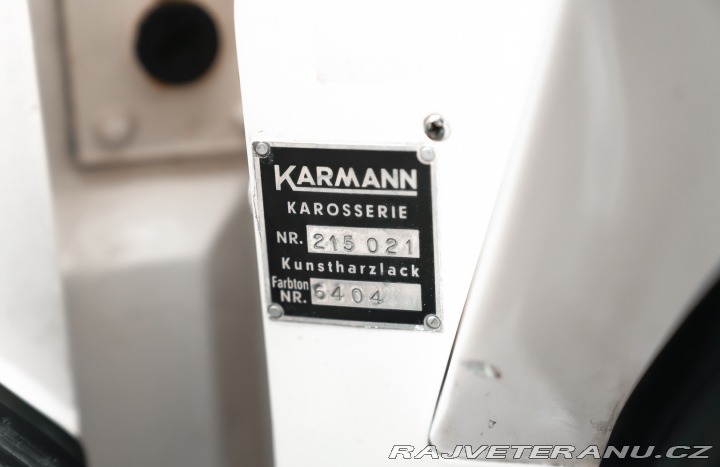 KARMANN
KAROSSERIE
NR. 215 021
Kunstharzlack
Farbton
NR. 6404
RAJVETERANU.CZ